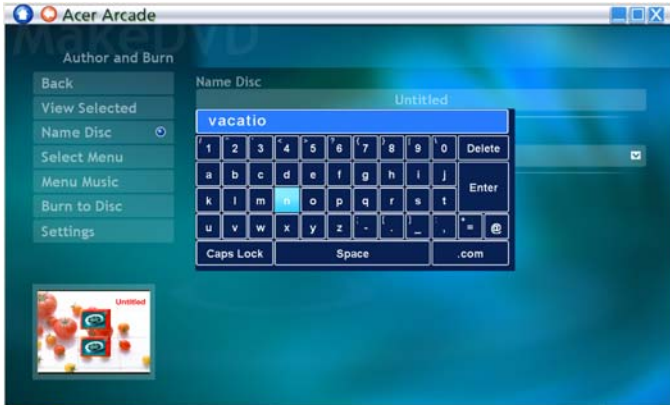 Acer Arcade
MakeDVD
Author and Burn
Back
View Selected
Name Disc
Select Menu
Menu Music
Burn to Disc
Settings
Name Disc
Untitled
vacatio
1 2 3 4 5 6 7 8 9 0 Delete
a b c d e f g h i j
Enter
k l m n o p q r s t
u v w x y z - . _ , = @
Caps Lock Space .com
Untitled